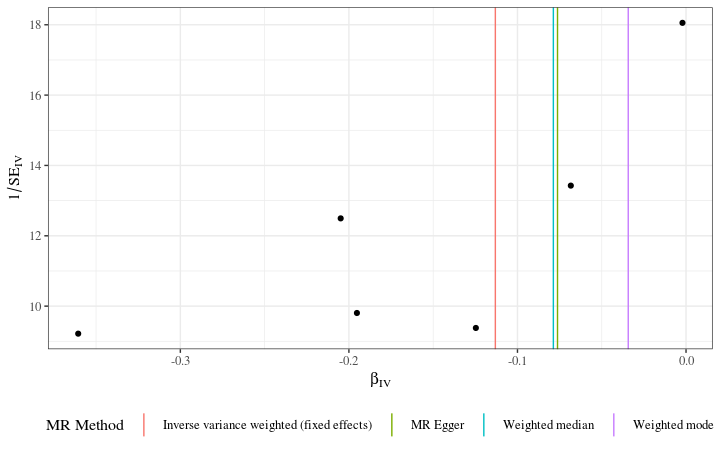 18
16
14
12
10
1/SE_IV
-0.3
-0.2
-0.1
0.0
β_IV
MR Method
Inverse variance weighted (fixed effects)
MR Egger
Weighted median
Weighted mode